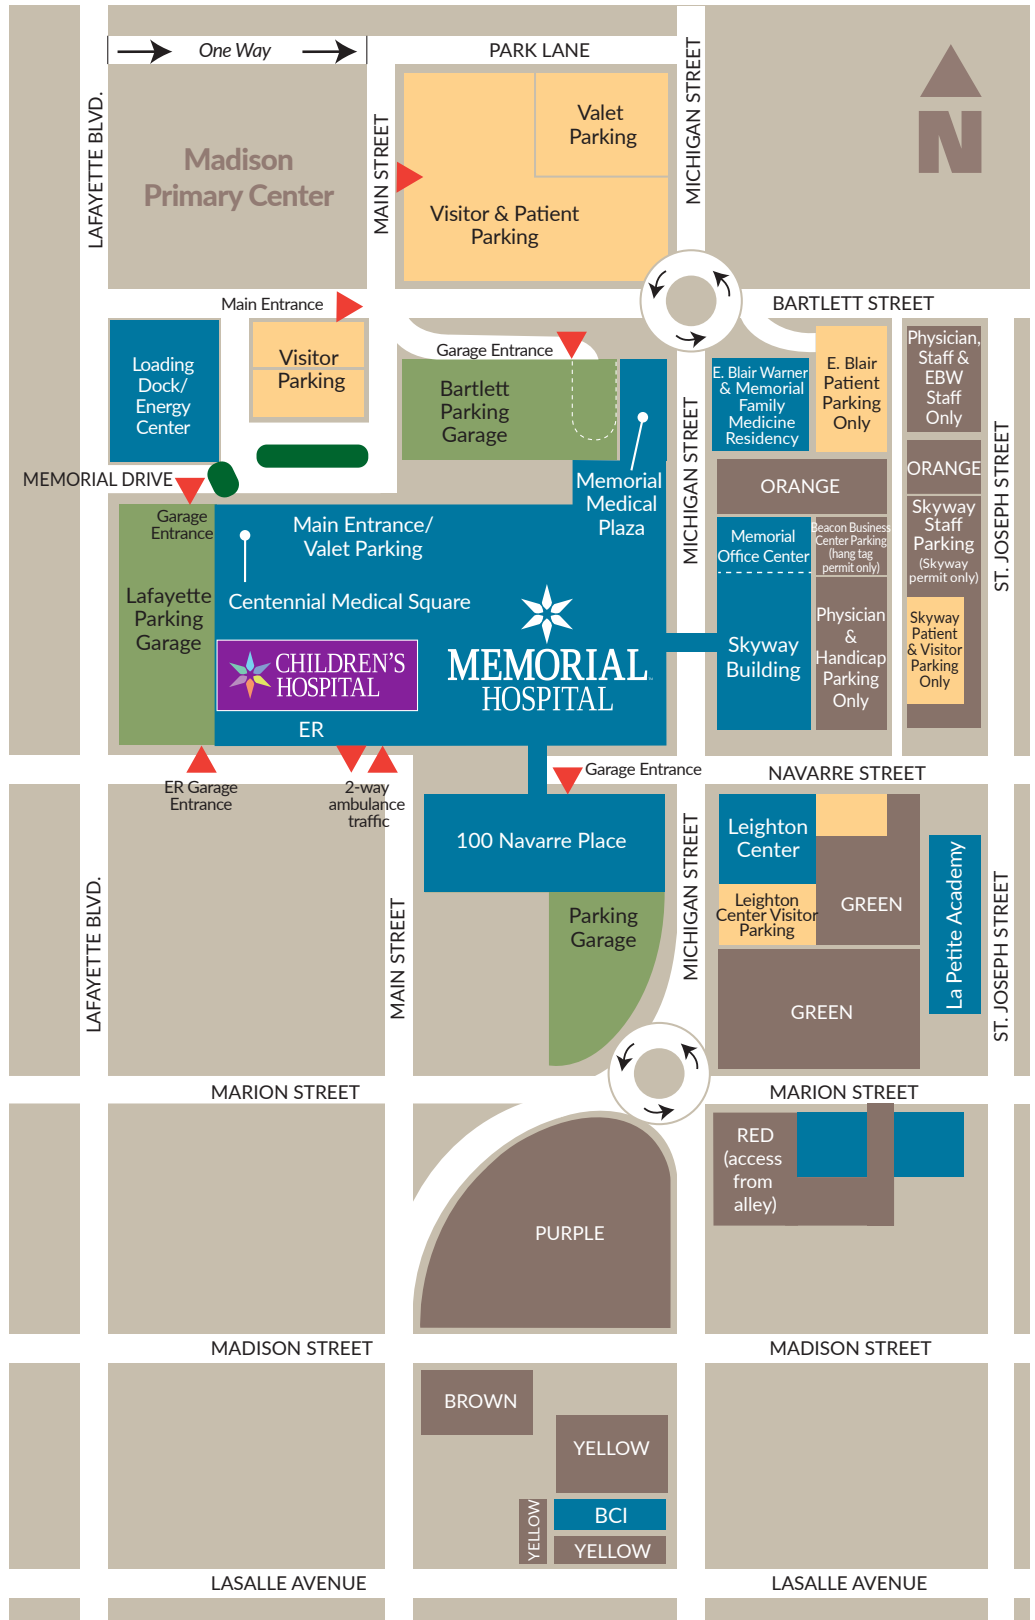 One Way
PARK LANE
LAFAYETTE BLVD.
MAIN STREET
MICHIGAN STREET
Madison
Primary Center
Valet
Parking
Visitor & Patient
Parking
N
Main Entrance
BARTLETT STREET
Loading
Dock/
Energy
Center
Visitor
Parking
Garage Entrance
Bartlett
Parking
Garage
Memorial
Medical
Plaza
MICHIGAN STREET
E. Blair Warner
& Memorial
Family
Medicine
Residency
E. Blair
Patient
Parking
Only
Physician,
Staff &
EBW
Staff
Only
ST. JOSEPH STREET
MEMORIAL DRIVE
Garage
Entrance
Main Entrance/
Valet Parking
Centennial Medical Square
Lafayette
Parking
Garage
CHILDREN'S
HOSPITAL
MEMORIAL
HOSPITAL
ER
ORANGE
ORANGE
Memorial
Office Center
Beacon Business
Center Parking
(hang tag
permit only)
Skyway
Staff
Parking
(Skyway
permit only)
Skyway
Building
Physician
&
Handicap
Parking
Only
Skyway
Patient
& Visitor
Parking
Only
ER Garage
Entrance
2-way
ambulance
traffic
Garage Entrance
NAVARRE STREET
100 Navarre Place
Parking
Garage
LAFAYETTE BLVD.
MAIN STREET
MICHIGAN STREET
Leighton
Center
Leighton
Center Visitor
Parking
GREEN
GREEN
La Petite Academy
ST. JOSEPH STREET
MARION STREET
MARION STREET
RED
(access
from
alley)
PURPLE
MADISON STREET
MADISON STREET
BROWN
YELLOW
YELLOW
BCI
YELLOW
LASALLE AVENUE
LASALLE AVENUE